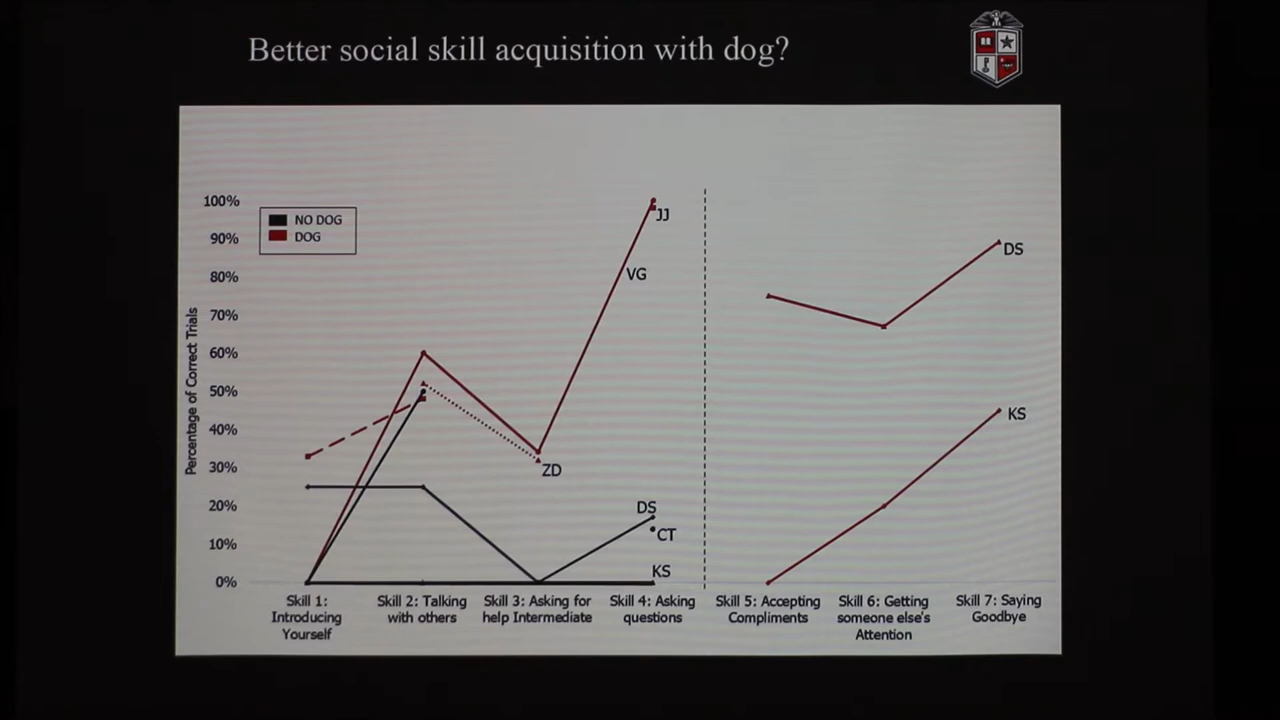 Better social skill acquisition with dog?
100%
90%
80%
70%
60%
50%
40%
30%
20%
10%
0%
Percentage of Correct Trials
NO DOG
DOG
JJ
VG
ZD
DS
CT
KS
DS
KS
Skill 1:
Introducing
Yourself
Skill 2: Talking
with others
Skill 3: Asking for
help Intermediate
Skill 4: Asking
questions
Skill 5: Accepting
Compliments
Skill 6: Getting
someone else's
Attention
Skill 7: Saying
Goodbye